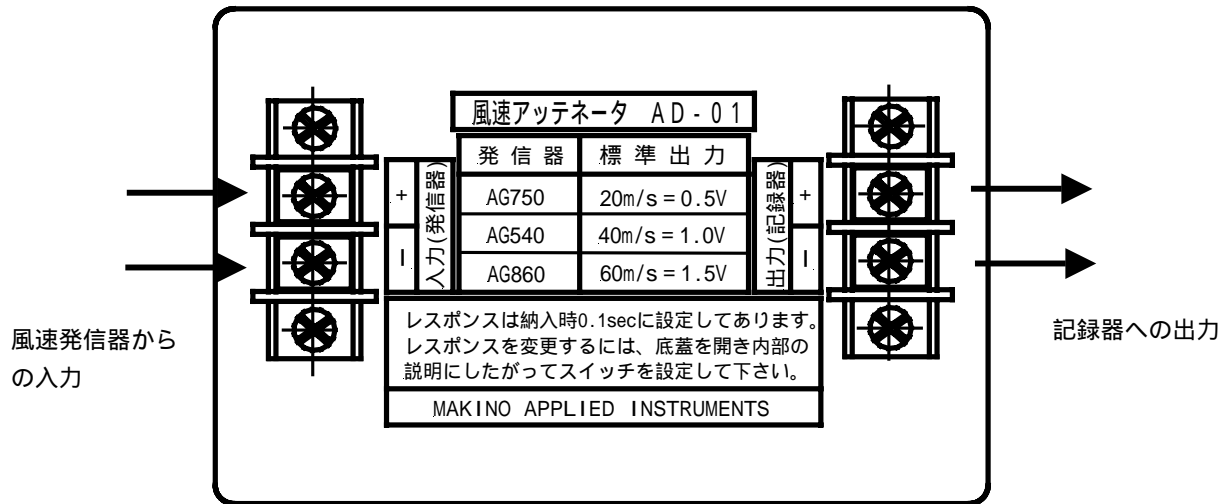 風速アッテネータ AD-01
発信器 標準出力
AG750 20m/s=0.5V
AG540 40m/s=1.0V
AG860 60m/s=1.5V
+
−
入力(発信器)
出力(記録器)
+
−
レスポンスは納入時0.1secに設定してあります。
レスポンスを変更するには、底蓋を開き内部の
説明にしたがってスイッチを設定して下さい。
MAKINO APPLIED INSTRUMENTS
風速発信器から
の入力
記録器への出力